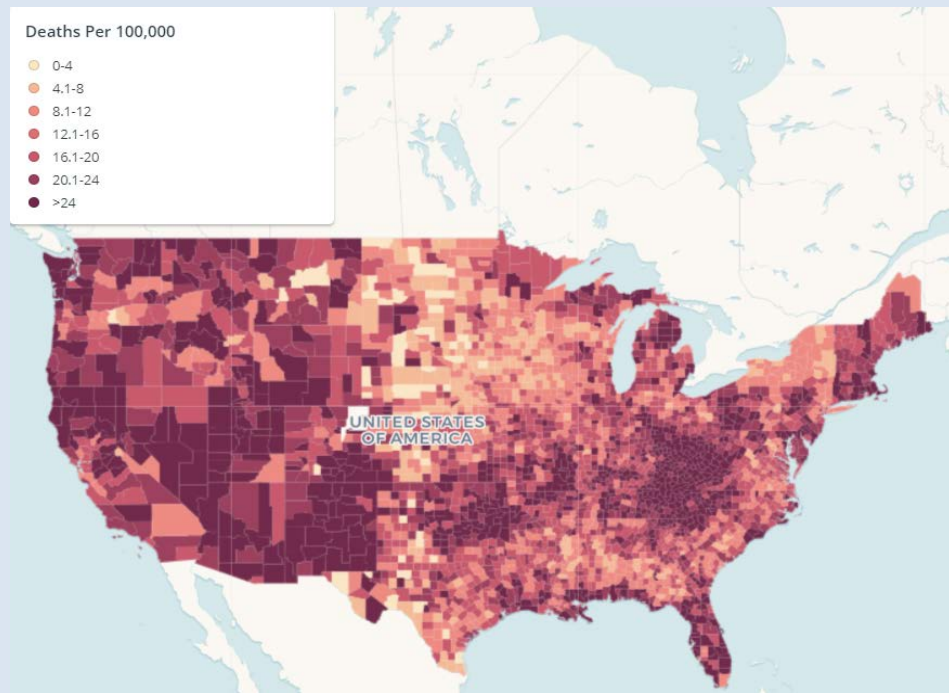 Deaths Per 100,000
0-4
4.1-8
8.1-12
12.1-16
16.1-20
20.1-24
>24
UNITED STATES
OF AMERICA